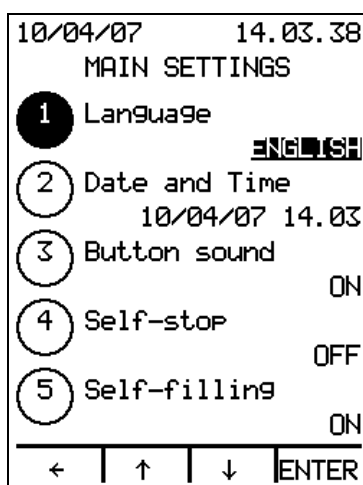 10/04/07 14.03.38
MAIN SETTINGS
1 Language
ENGLISH
2 Date and Time
10/04/07 14.03
3 Button sound
ON
4 Self-stop
OFF
5 Self-filling
ON
← ↑ ↓ ENTER